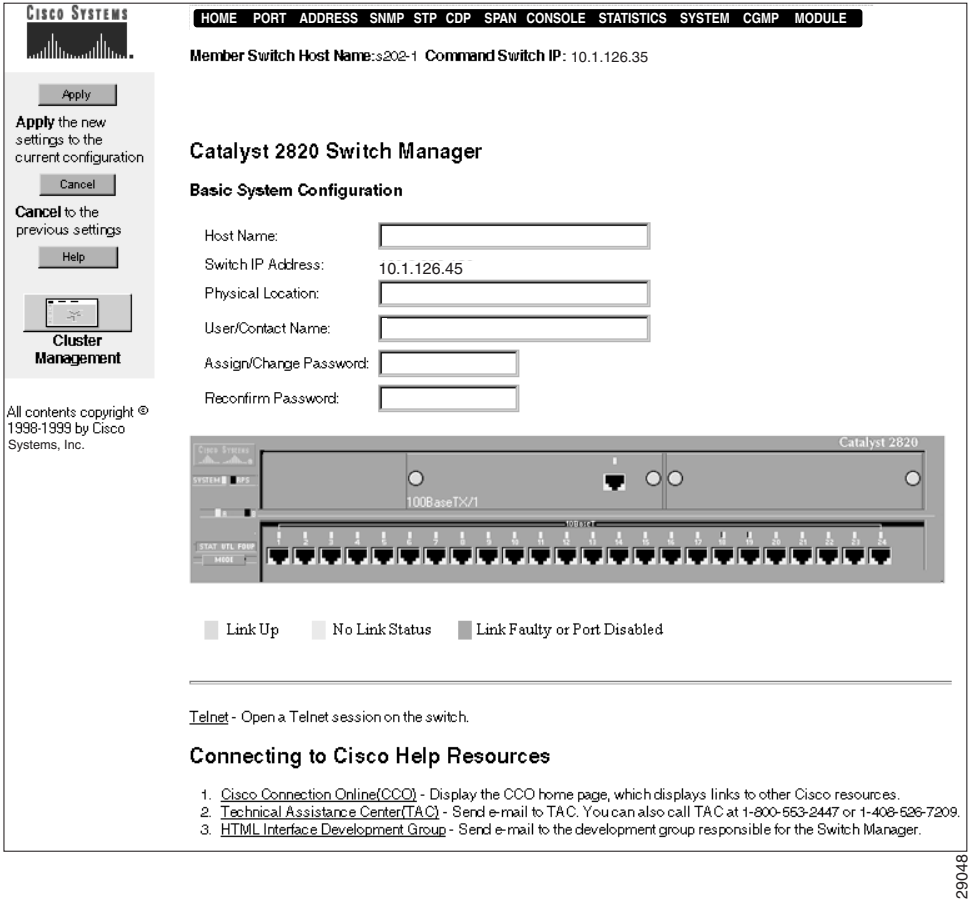 CISCO SYSTEMS
HOME PORT ADDRESS SNMP STP CDP SPAN CONSOLE STATISTICS SYSTEM CGMP MODULE
Member Switch Host Name:s202-1 Command Switch IP: 10.1.126.35
Apply
Apply the new
settings to the
current configuration
Cancel
Cancel to the
previous settings
Help
Cluster
Management
All contents copyright ©
1998-1999 by Cisco
Systems, Inc.
Catalyst 2820 Switch Manager
Basic System Configuration
Host Name:
Switch IP Address: 10.1.126.45
Physical Location:
User/Contact Name:
Assign/Change Password:
Reconfirm Password:
CISCO SYSTEMS
Catalyst 2820
SYSTEM RPS
100BaseTX/1
10BaseT
1 2 3 4 5 6 7 8 9 10 11 12 13 14 15 16 17 18 19 20 21 22 23 24
STAT UTL FDUP
MODE
Link Up No Link Status Link Faulty or Port Disabled
Telnet - Open a Telnet session on the switch.
Connecting to Cisco Help Resources
1. Cisco Connection Online(CCO) - Display the CCO home page, which displays links to other Cisco resources.
2. Technical Assistance Center(TAC) - Send e-mail to TAC. You can also call TAC at 1-800-553-2447 or 1-408-526-7209.
3. HTML Interface Development Group - Send e-mail to the development group responsible for the Switch Manager.
29048